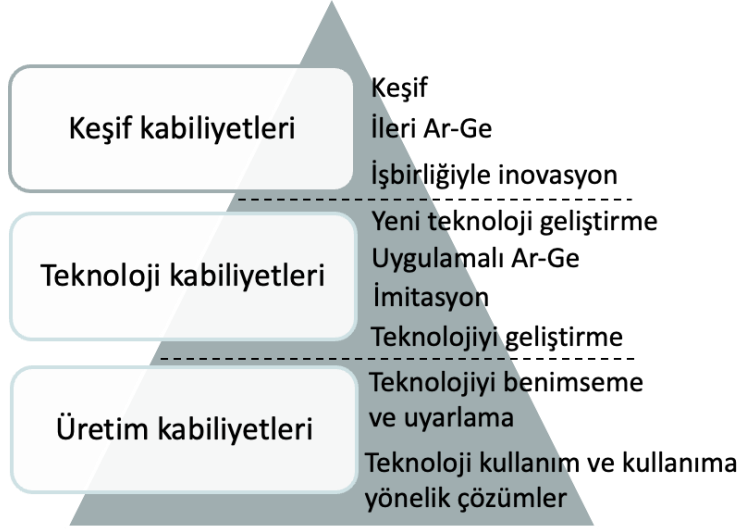 Keşif kabiliyetleri
Keşif
İleri Ar-Ge
İşbirliğiyle inovasyon
Teknoloji kabiliyetleri
Yeni teknoloji geliştirme
Uygulamalı Ar-Ge
İmitasyon
Teknolojiyi geliştirme
Üretim kabiliyetleri
Teknolojiyi benimseme
ve uyarlama
Teknoloji kullanım ve kullanıma
yönelik çözümler